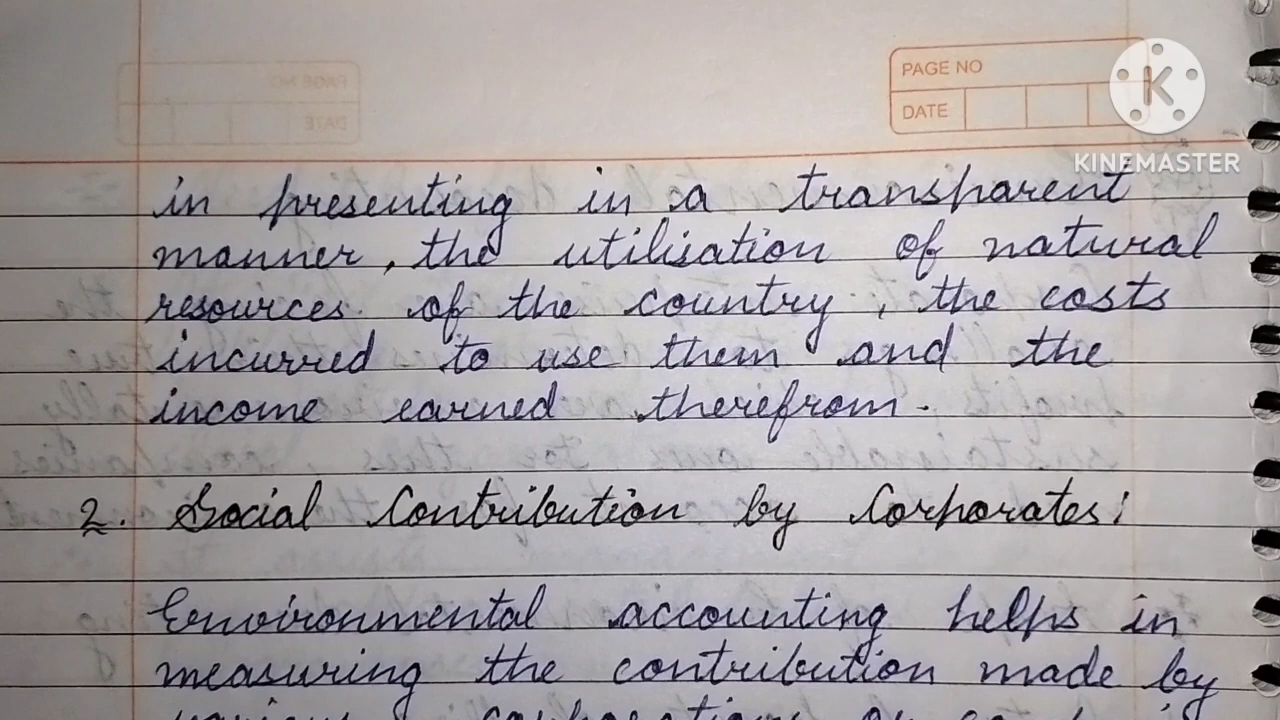 PAGE NO
DATE
KINEMASTER
in presenting in a transparent
manner, the utilisation of natural
resources of the country, the costs
incurred to use them and the
income earned therefrom.
2. Social Contribution by Corporates:
Environmental accounting helps in
measuring the contribution made by